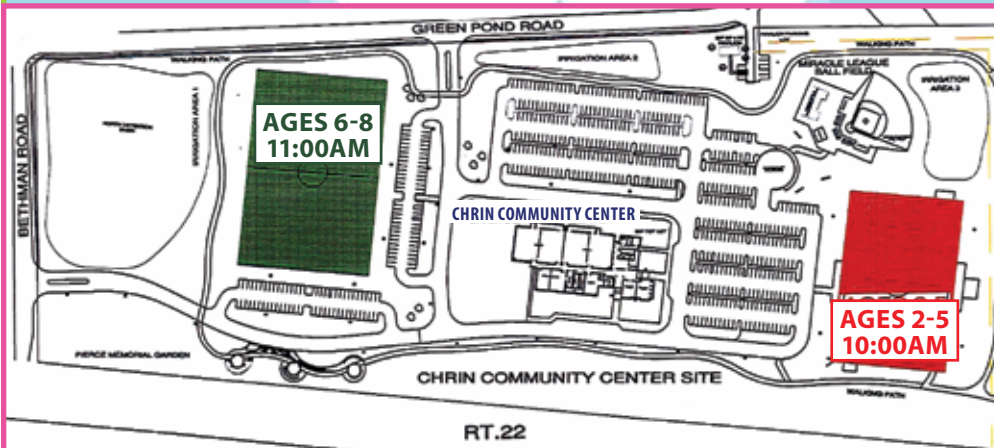 GREEN POND ROAD
WALKING PATH
IRRIGATION AREA 2
WALKING PATH
MIRACLE LEAGUE
BALL FIELD
IRRIGATION
AREA 3
IRRIGATION AREA 1
BETHMAN ROAD
AGES 6-8
11:00AM
CHRIN COMMUNITY CENTER
AGES 2-5
10:00AM
PIERCE MEMORIAL GARDEN
CHRIN COMMUNITY CENTER SITE
WALKING PATH
RT.22